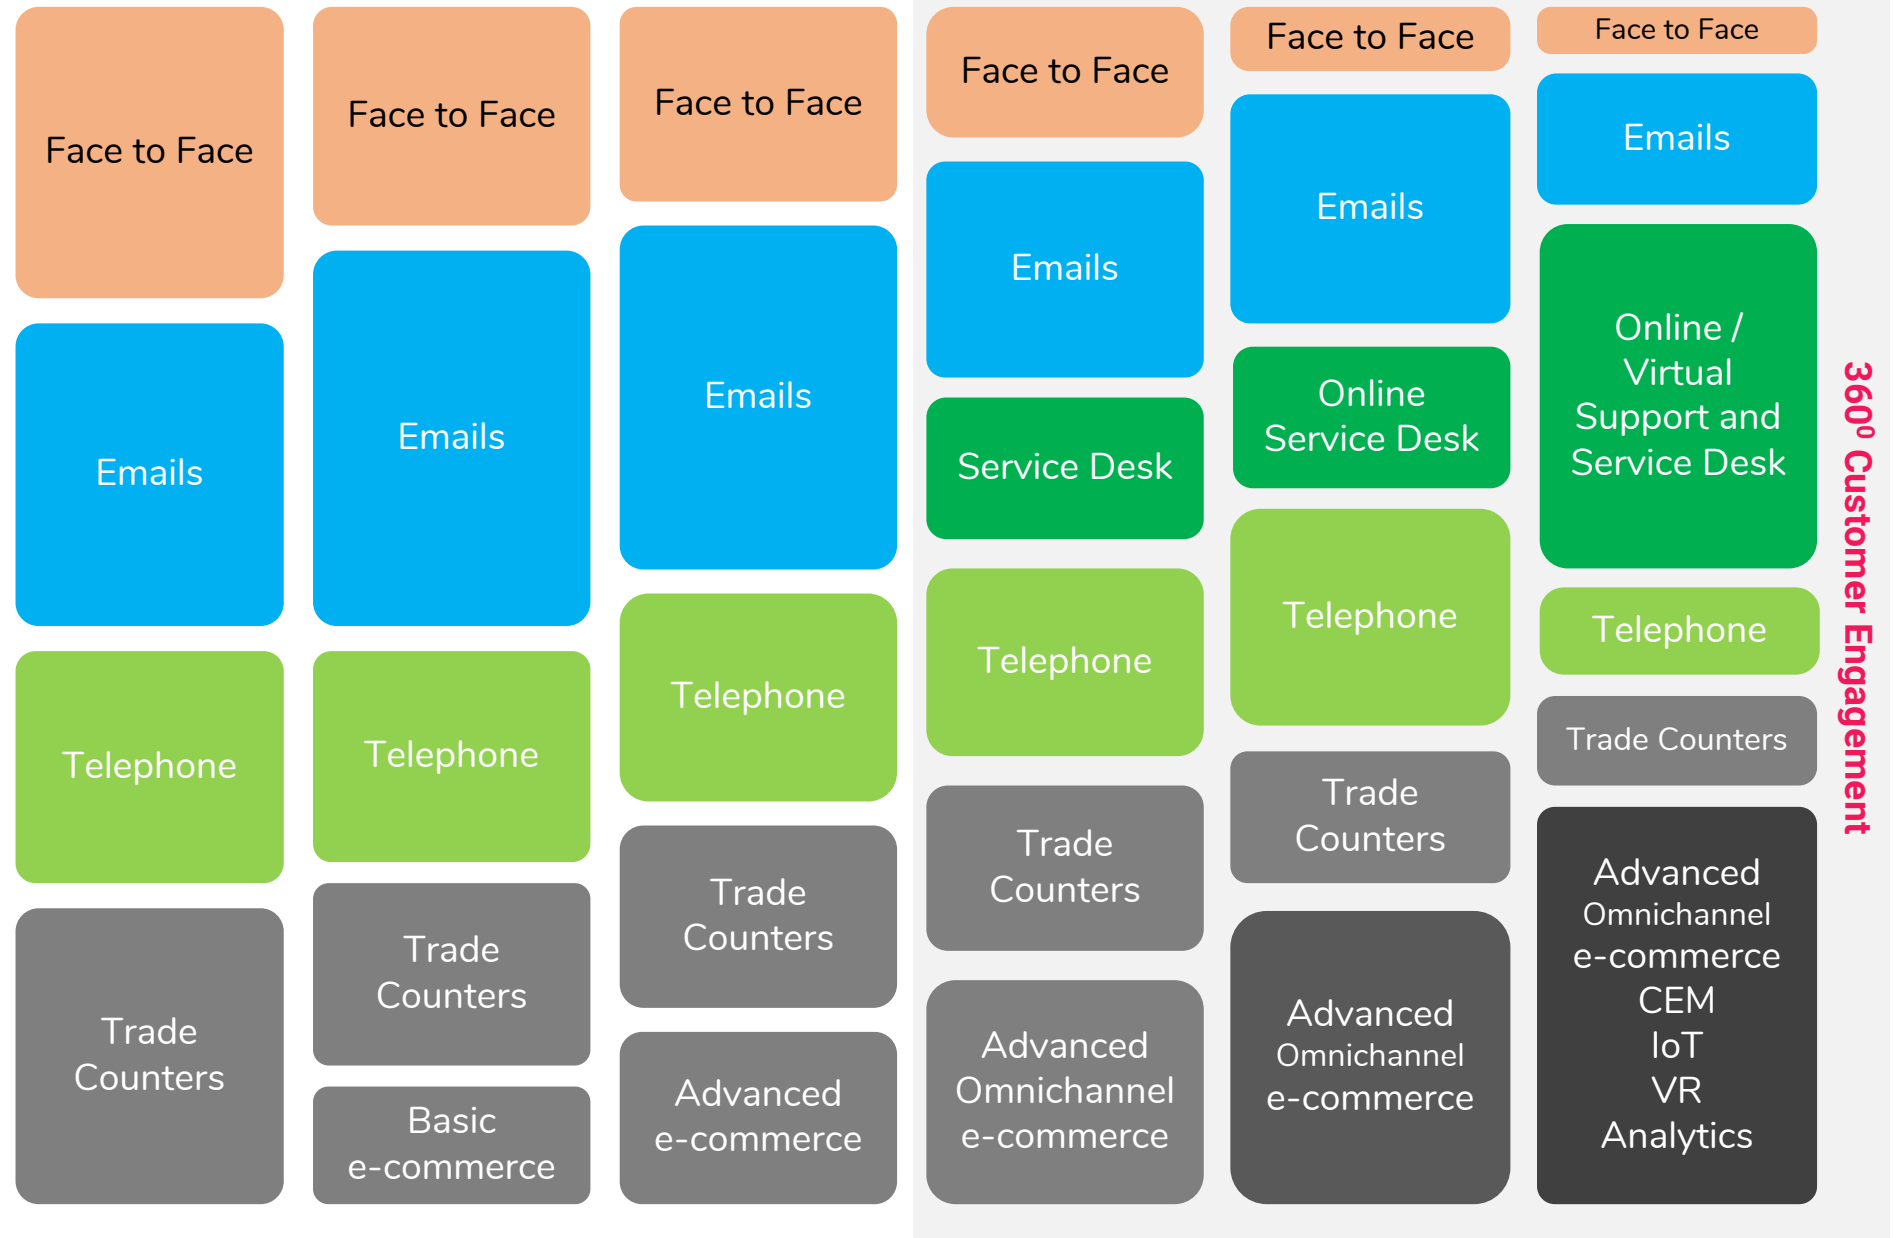 Face to Face
Emails
Telephone
Trade
Counters
Face to Face
Emails
Telephone
Trade
Counters
Basic
e-commerce
Face to Face
Emails
Telephone
Trade
Counters
Advanced
e-commerce
Face to Face
Emails
Service Desk
Telephone
Trade
Counters
Advanced
Omnichannel
e-commerce
Face to Face
Emails
Online
Service Desk
Telephone
Trade
Counters
Advanced
Omnichannel
e-commerce
Face to Face
Emails
Online /
Virtual
Support and
Service Desk
Telephone
Trade Counters
Advanced
Omnichannel
e-commerce
CEM
IoT
VR
Analytics
360⁰ Customer Engagement